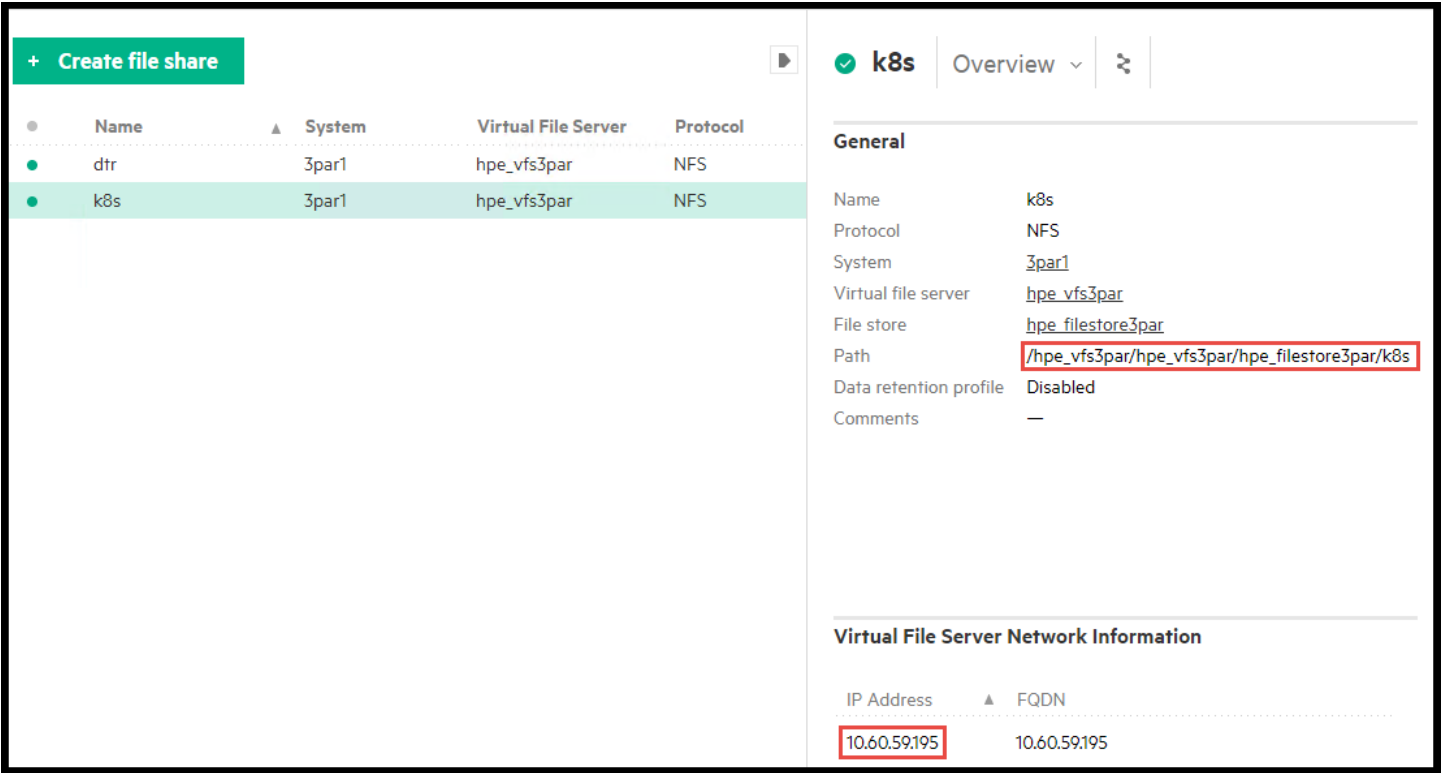 + Create file share
Name System Virtual File Server Protocol
dtr 3par1 hpe_vfs3par NFS
k8s 3par1 hpe_vfs3par NFS
k8s Overview
General
Name k8s
Protocol NFS
System 3par1
Virtual file server hpe_vfs3par
File store hpe_filestore3par
Path /hpe_vfs3par/hpe_vfs3par/hpe_filestore3par/k8s
Data retention profile Disabled
Comments —
Virtual File Server Network Information
IP Address FQDN
10.60.59.195 10.60.59.195